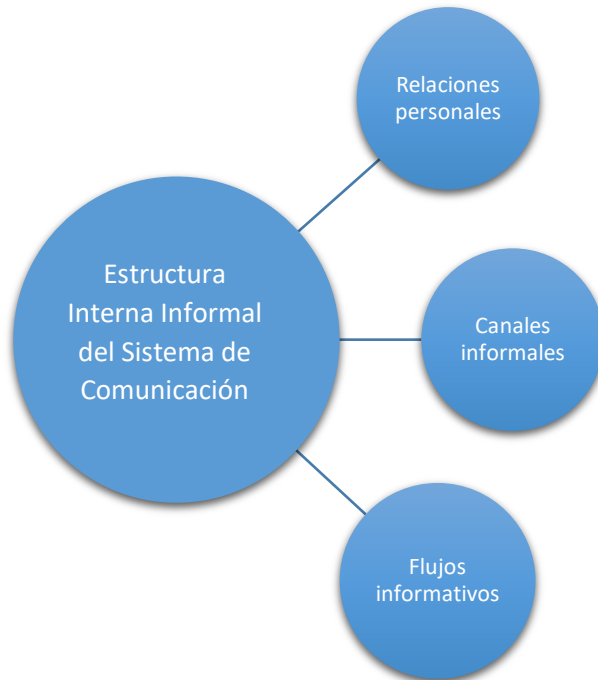 Relaciones
personales
Estructura
Interna Informal
del Sistema de
Comunicación
Canales
informales
Flujos
informativos